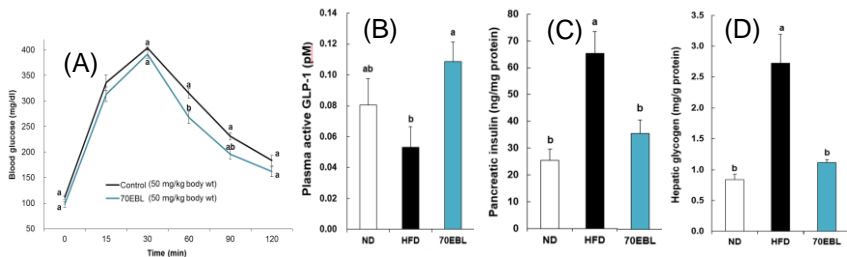 (A)
Blood glucose (mg/dl)
400
350
300
250
200
150
100
50
a
a
a
a
a
b
a
ab
a
a
Control (50 mg/kg body wt)
70EBL (50 mg/kg body wt)
0 15 30 60 90 120
Time (min)
(B)
Plasma active GLP-1 (pM)
0.14
0.12
0.10
0.08
0.06
0.04
0.02
0.00
ab
b
a
ND HFD 70EBL
(C)
Pancreatic insulin (ng/mg protein)
80
70
60
50
40
30
20
10
0
b
a
b
ND HFD 70EBL
(D)
Hepatic glycogen (mg/g protein)
3.5
3.0
2.5
2.0
1.5
1.0
0.5
0.0
b
a
b
ND HFD 70EBL